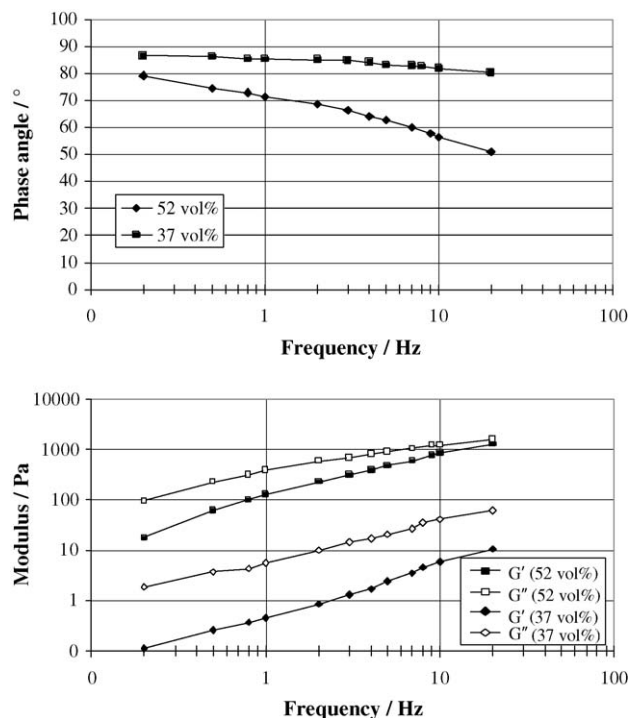 100
90
80
70
60
50
40
30
20
10
0
Phase angle / °
52 vol%
37 vol%
0 1 10 100
Frequency / Hz
10000
1000
100
10
1
0
Modulus / Pa
G′ (52 vol%)
G″ (52 vol%)
G′ (37 vol%)
G″ (37 vol%)
0 1 10 100
Frequency / Hz